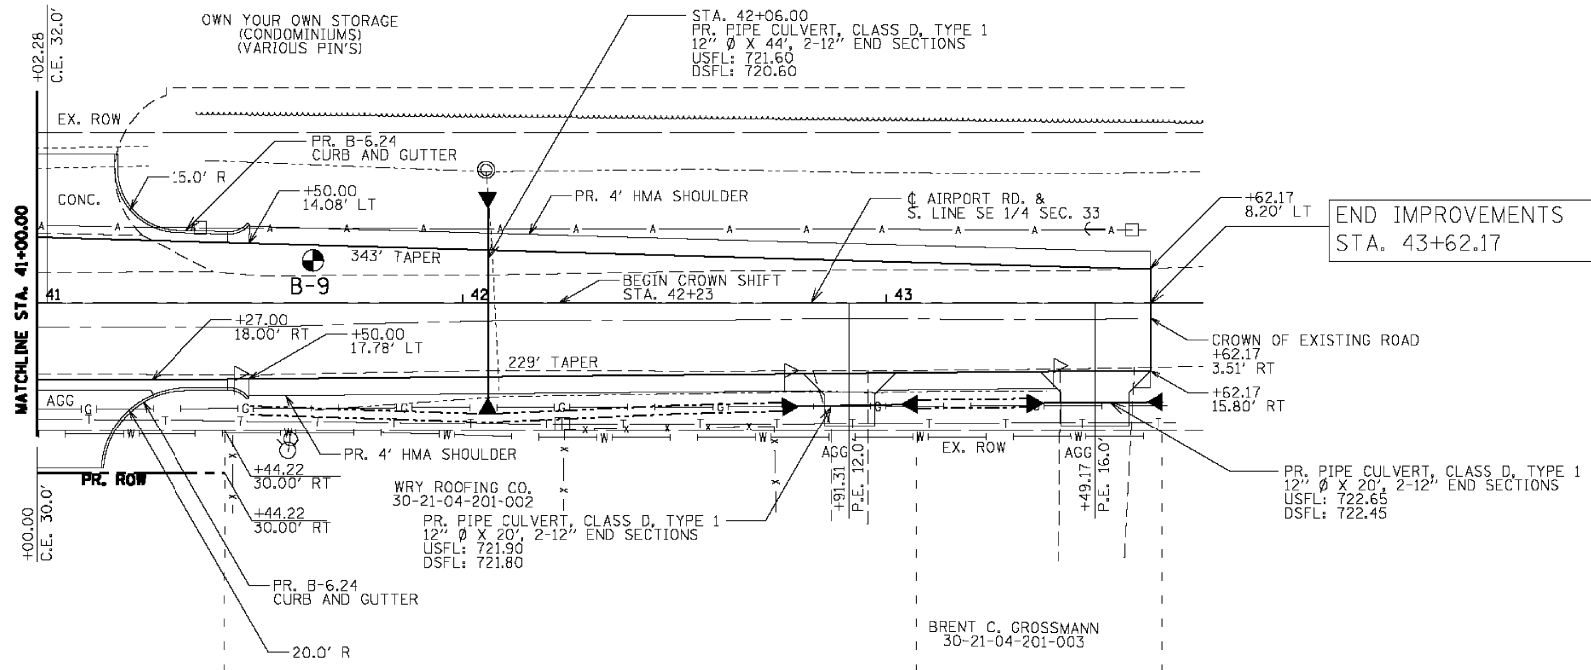 +02.28
C.E. 32.0'
OWN YOUR OWN STORAGE
(CONDOMINIUMS)
(VARIOUS PIN'S)
STA. 42+06.00
PR. PIPE CULVERT, CLASS D, TYPE 1
12" Ø X 44', 2-12" END SECTIONS
USFL: 721.60
DSFL: 720.60
EX. ROW
PR. B-6.24
CURB AND GUTTER
15.0' R
CONC.
+50.00
14.08' LT
PR. 4' HMA SHOULDER
℄ AIRPORT RD. &
S. LINE SE 1/4 SEC. 33
+62.17
8.20' LT
END IMPROVEMENTS
STA. 43+62.17
A A A A A A A A A A A A A
343' TAPER
B-9
BEGIN CROWN SHIFT
STA. 42+23
41
42
43
MATCHLINE STA. 41+00.00
+27.00
18.00' RT
+50.00
17.78' LT
229' TAPER
CROWN OF EXISTING ROAD
+62.17
3.51' RT
+62.17
15.80' RT
AGG
PR. 4' HMA SHOULDER
AGG
EX. ROW
AGG
PR. ROW
+44.22
30.00' RT
+44.22
30.00' RT
WRY ROOFING CO.
30-21-04-201-002
PR. PIPE CULVERT, CLASS D, TYPE 1
12" Ø X 20', 2-12" END SECTIONS
USFL: 721.90
DSFL: 721.80
+91.31
P.E. 12.0'
+49.17
P.E. 16.0'
PR. PIPE CULVERT, CLASS D, TYPE 1
12" Ø X 20', 2-12" END SECTIONS
USFL: 722.65
DSFL: 722.45
+00.00
C.E. 30.0'
PR. B-6.24
CURB AND GUTTER
20.0' R
BRENT C. GROSSMANN
30-21-04-201-003